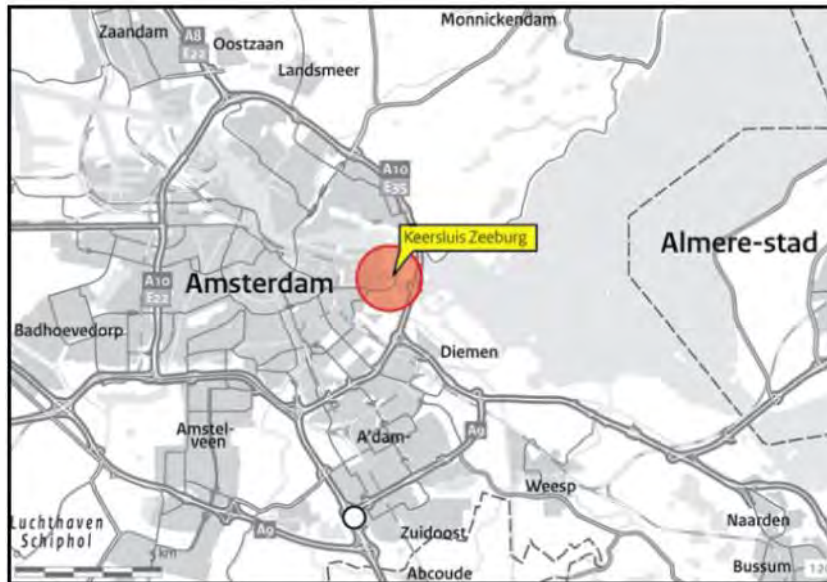 Monnickendam
Zaandam
A8
E22
Oostzaan
Landsmeer
A10
E35
Keersluis Zeeburg
Almere-stad
Amsterdam
A10
E22
Badhoevedorp
Diemen
Amstel-
veen
A'dam-
A9
Weesp
Luchthaven
Schiphol
A9
Zuidoost
Naarden
km
Abcoude
Bussum